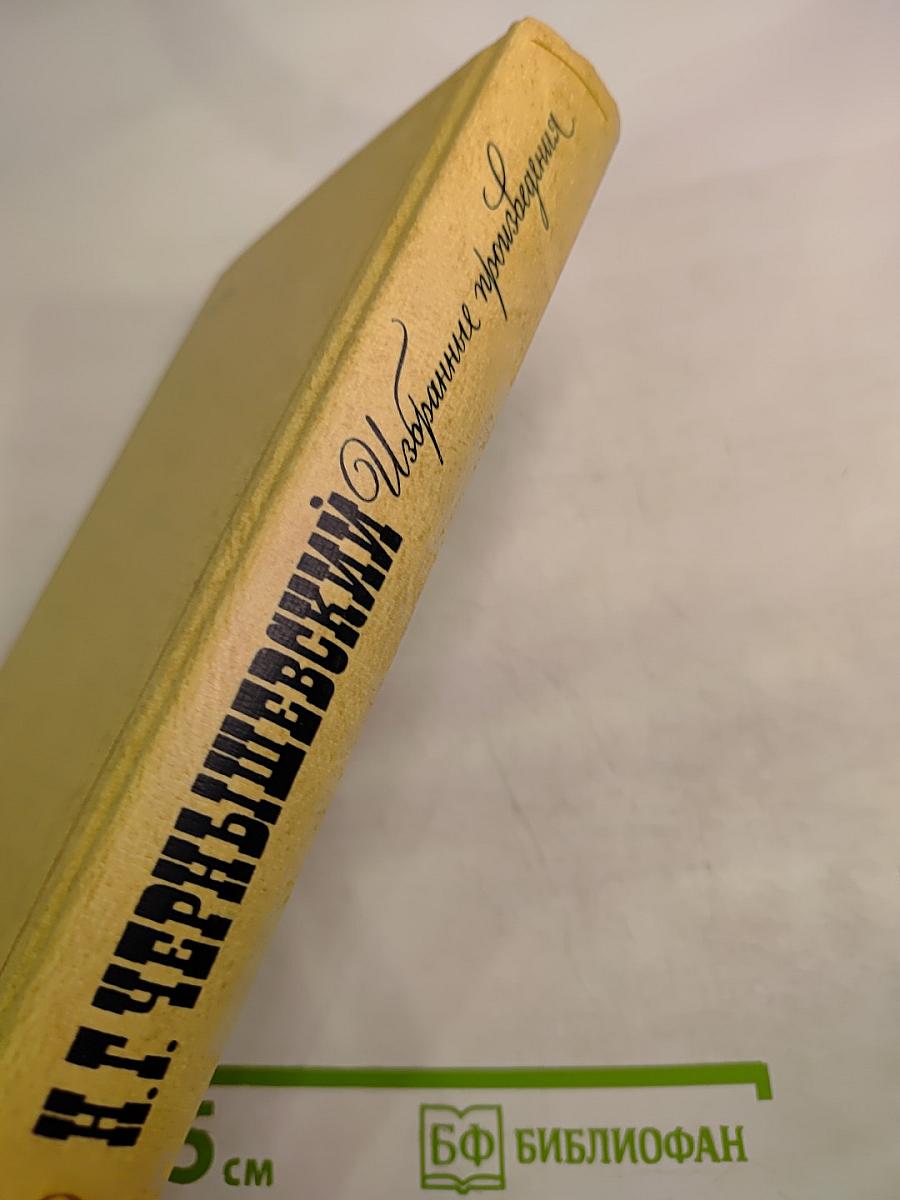 Н.Г. ЧЕРНЫШЕВСКИЙ Избранные произведения
5 см
БФ БИБЛИОФАН